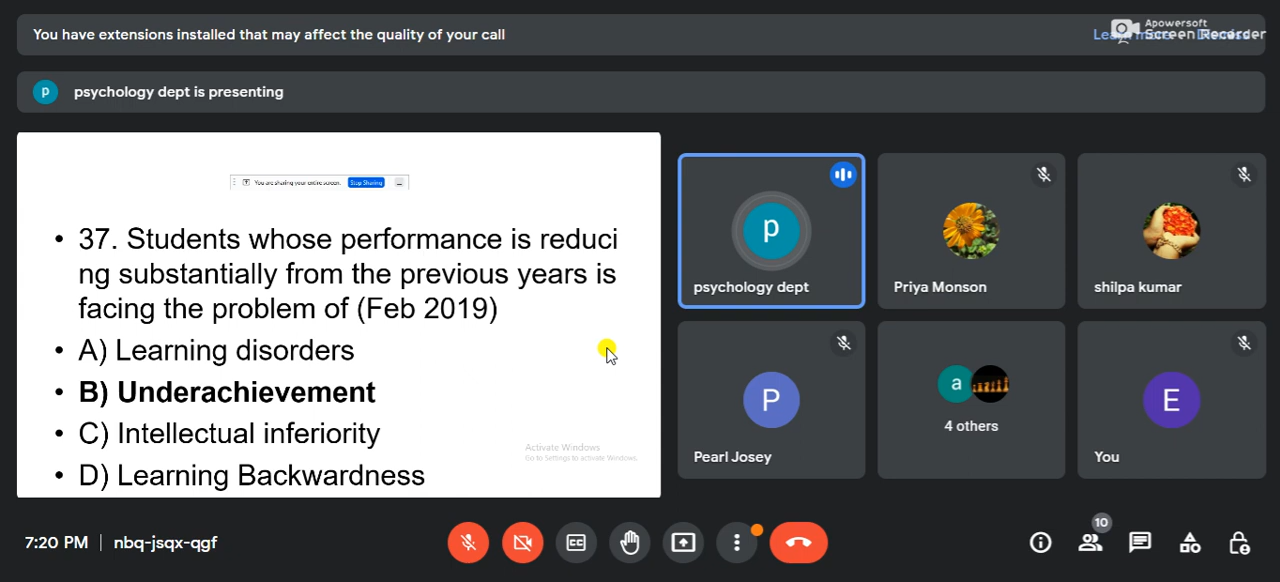 You have extensions installed that may affect the quality of your call
Apowersoft
Screen Recorder
p psychology dept is presenting
You are sharing your entire screen. Stop Sharing
• 37. Students whose performance is reduci
ng substantially from the previous years is
facing the problem of (Feb 2019)
• A) Learning disorders
• B) Underachievement
• C) Intellectual inferiority
• D) Learning Backwardness
Activate Windows
Go to Settings to activate Windows.
p
psychology dept
Priya Monson
shilpa kumar
P
Pearl Josey
a
4 others
E
You
7:20 PM | nbq-jsqx-qgf
CC
10